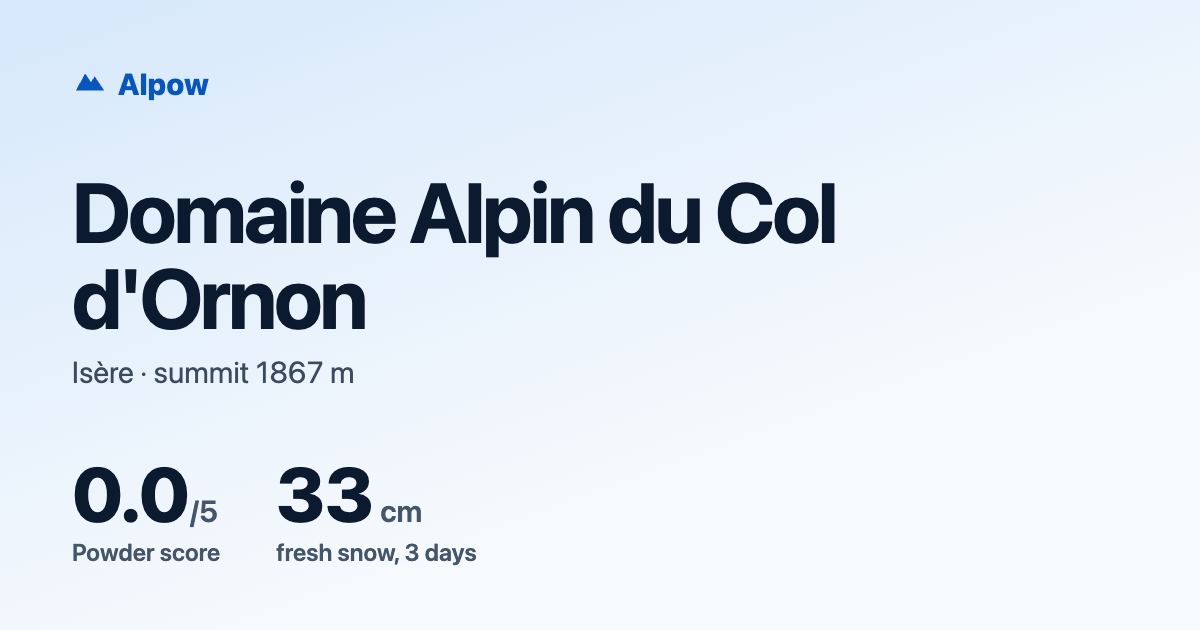 Alpow
Domaine Alpin du Col
d'Ornon
Isère · summit 1867 m
0.0/5
Powder score
33 cm
fresh snow, 3 days